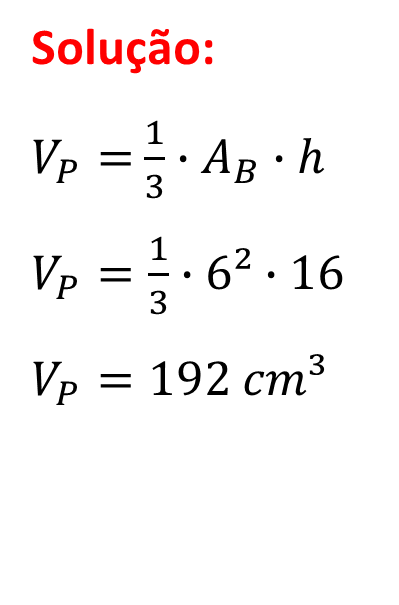 Solução:
V_P = 1/3 · A_B · h
V_P = 1/3 · 6² · 16
V_P = 192 cm³